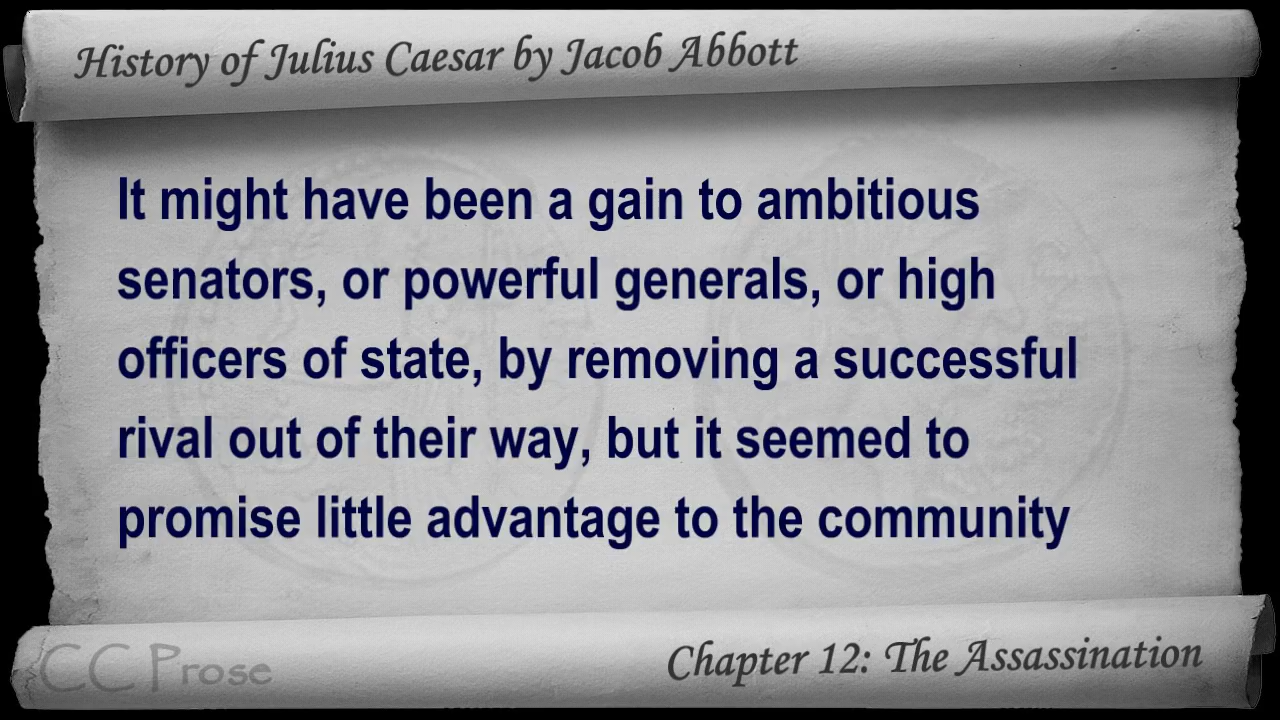 History of Julius Caesar by Jacob Abbott
It might have been a gain to ambitious
senators, or powerful generals, or high
officers of state, by removing a successful
rival out of their way, but it seemed to
promise little advantage to the community
CC Prose
Chapter 12: The Assassination